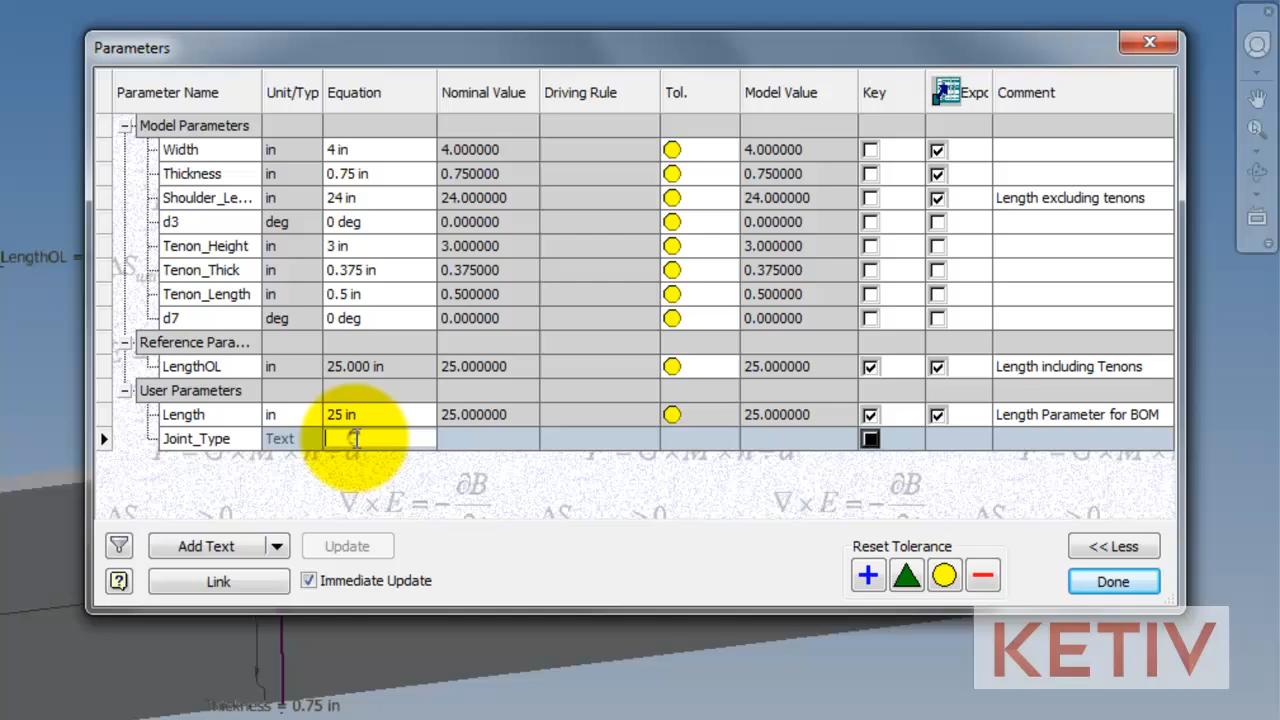 Parameters
Parameter Name Unit/Typ Equation Nominal Value Driving Rule Tol. Model Value Key Expc Comment
Model Parameters
Width in 4 in 4.000000 4.000000
Thickness in 0.75 in 0.750000 0.750000
Shoulder_Le... in 24 in 24.000000 24.000000 Length excluding tenons
d3 deg 0 deg 0.000000 0.000000
_LengthOL =
Tenon_Height in 3 in 3.000000 3.000000
Tenon_Thick in 0.375 in 0.375000 0.375000
Tenon_Length in 0.5 in 0.500000 0.500000
d7 deg 0 deg 0.000000 0.000000
Reference Para...
LengthOL in 25.000 in 25.000000 25.000000 Length including Tenons
User Parameters
Length in 25 in 25.000000 25.000000 Length Parameter for BOM
Joint_Type Text
∇ × E = - ∂B ∇ × E = - ∂B
Add Text Update Reset Tolerance << Less
Link Immediate Update Done
KETIV
Thickness = 0.75 in